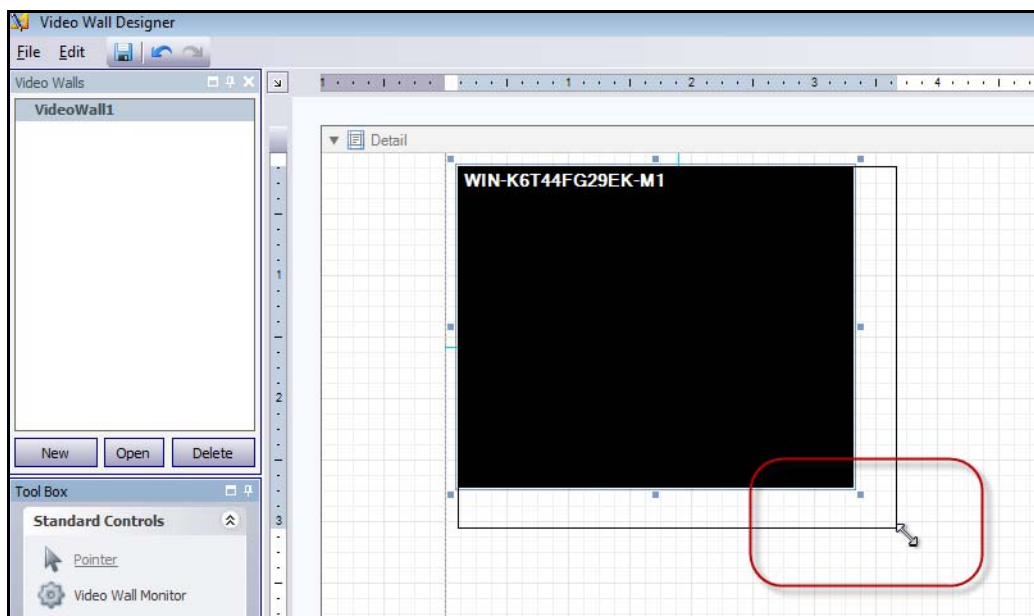 Video Wall Designer
File Edit
Video Walls
VideoWall1
New Open Delete
Tool Box
Standard Controls
Pointer
Video Wall Monitor
1 1 2 3 4
Detail
1
2
3
WIN-K6T44FG29EK-M1